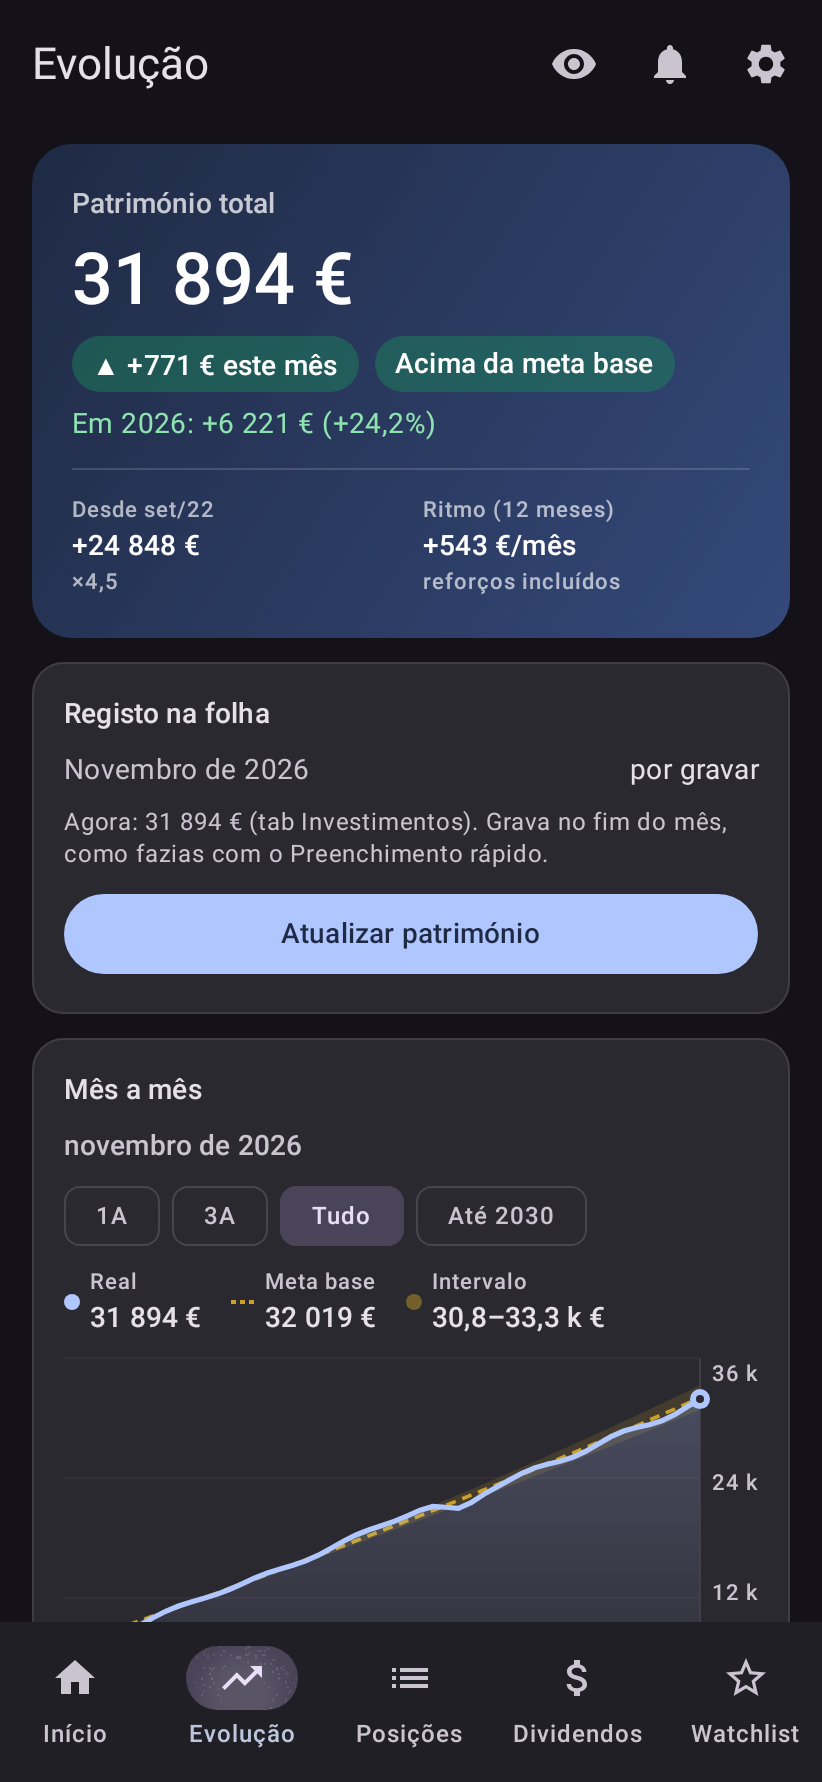 Evolução
Património total
31 894 €
▲ +771 € este mês
Acima da meta base
Em 2026: +6 221 € (+24,2%)
Desde set/22
+24 848 €
×4,5
Ritmo (12 meses)
+543 €/mês
reforços incluídos
Registo na folha
Novembro de 2026
por gravar
Agora: 31 894 € (tab Investimentos). Grava no fim do mês,
como fazias com o Preenchimento rápido.
Atualizar património
Mês a mês
novembro de 2026
1A
3A
Tudo
Até 2030
Real
31 894 €
Meta base
32 019 €
Intervalo
30,8–33,3 k €
36 k
24 k
12 k
Início
Evolução
Posições
Dividendos
Watchlist